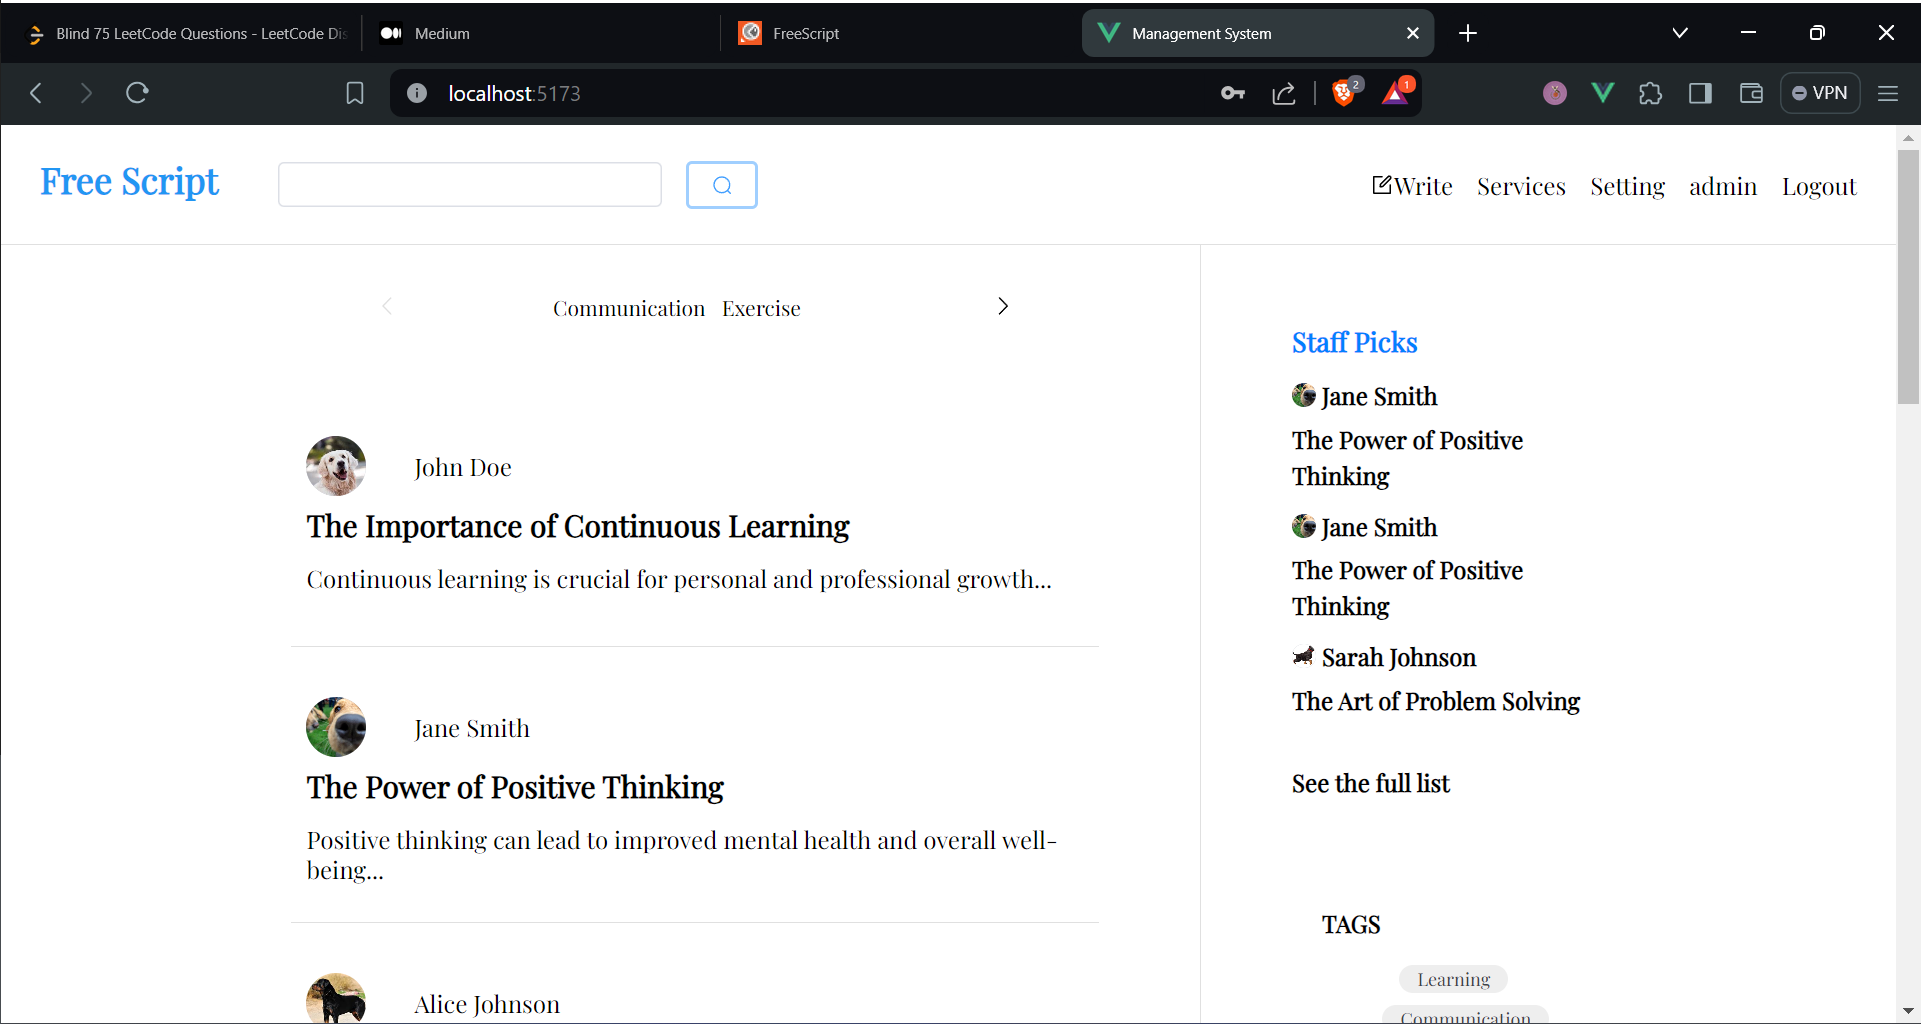 Blind 75 LeetCode Questions - LeetCode Dis
Medium
FreeScript
Management System
localhost:5173
2
1
VPN
Free Script
Write Services Setting admin Logout
Communication Exercise
John Doe
The Importance of Continuous Learning
Continuous learning is crucial for personal and professional growth...
Jane Smith
The Power of Positive Thinking
Positive thinking can lead to improved mental health and overall well-
being...
Alice Johnson
Staff Picks
Jane Smith
The Power of Positive
Thinking
Jane Smith
The Power of Positive
Thinking
Sarah Johnson
The Art of Problem Solving
See the full list
TAGS
Learning
Communication